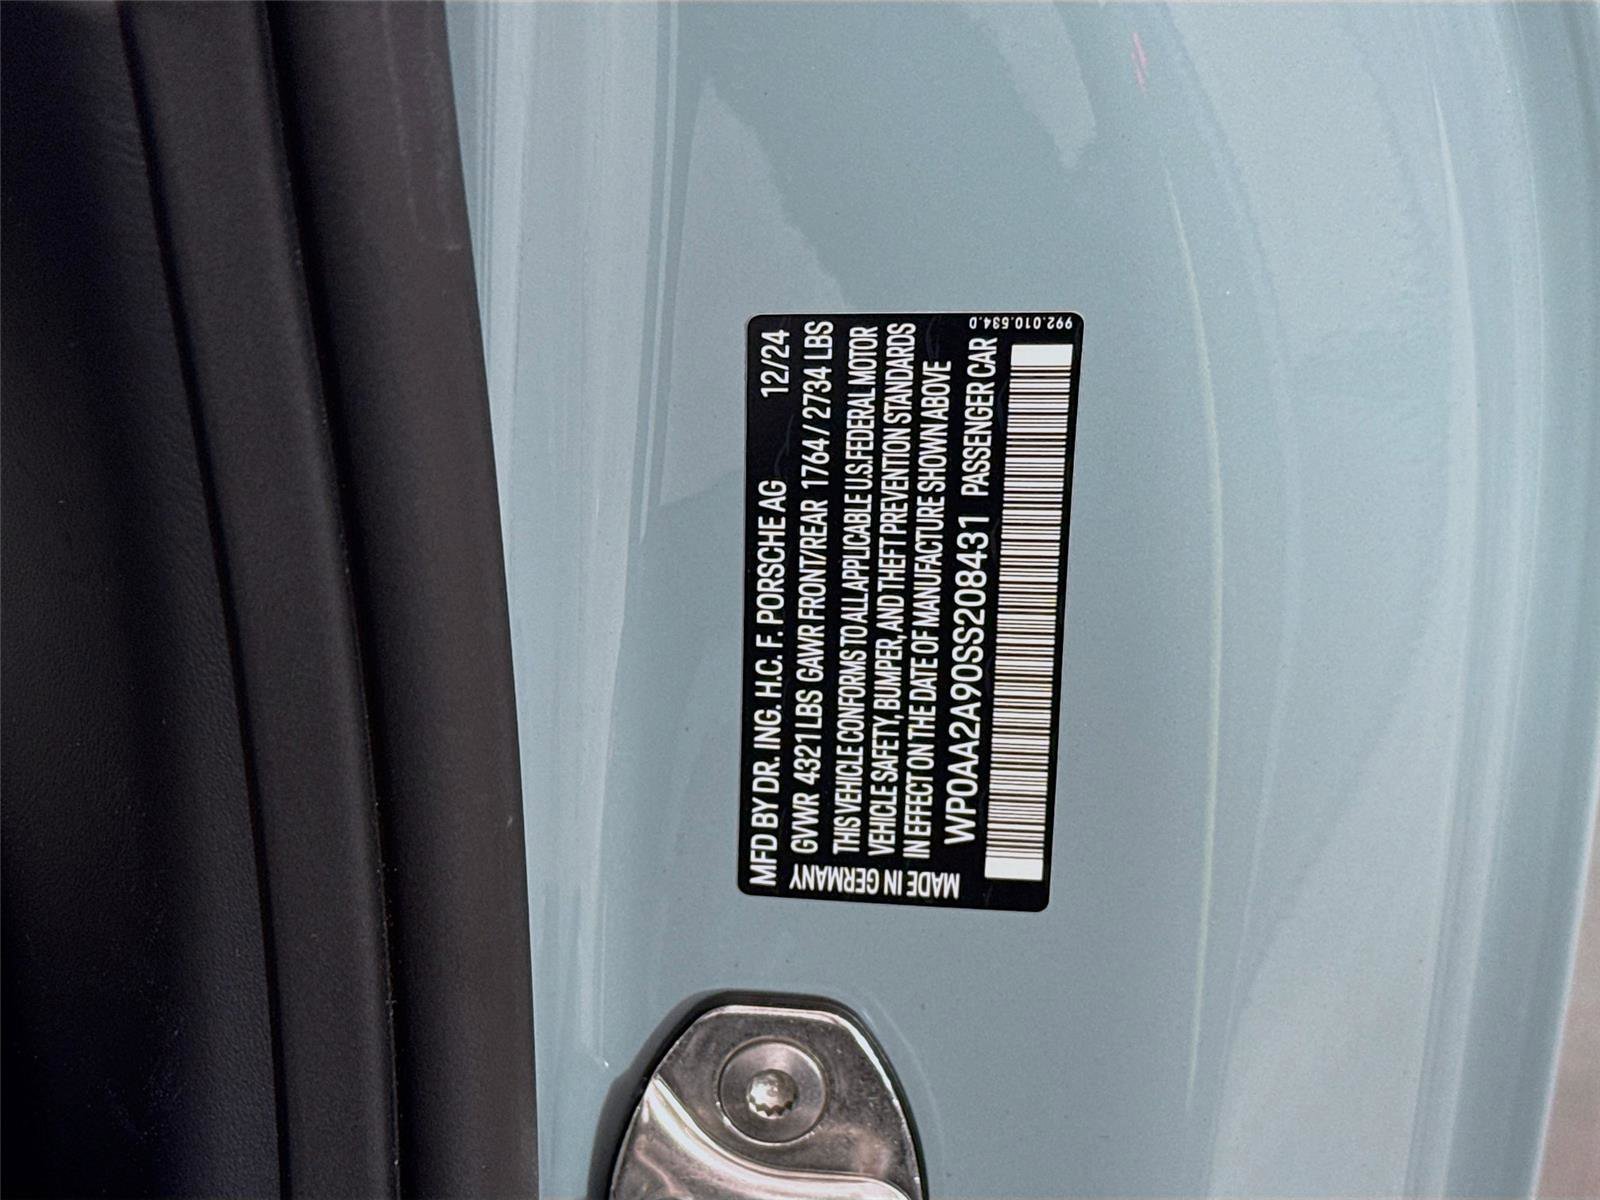 MFD BY DR. ING. H.C. F. PORSCHE AG 12/24
GVWR 4321 LBS GAWR FRONT/REAR 1764 / 2734 LBS
THIS VEHICLE CONFORMS TO ALL APPLICABLE U.S. FEDERAL MOTOR
VEHICLE SAFETY, BUMPER, AND THEFT PREVENTION STANDARDS
IN EFFECT ON THE DATE OF MANUFACTURE SHOWN ABOVE
WP0AA2A90SS208431 PASSENGER CAR
MADE IN GERMANY
992.010.534.D